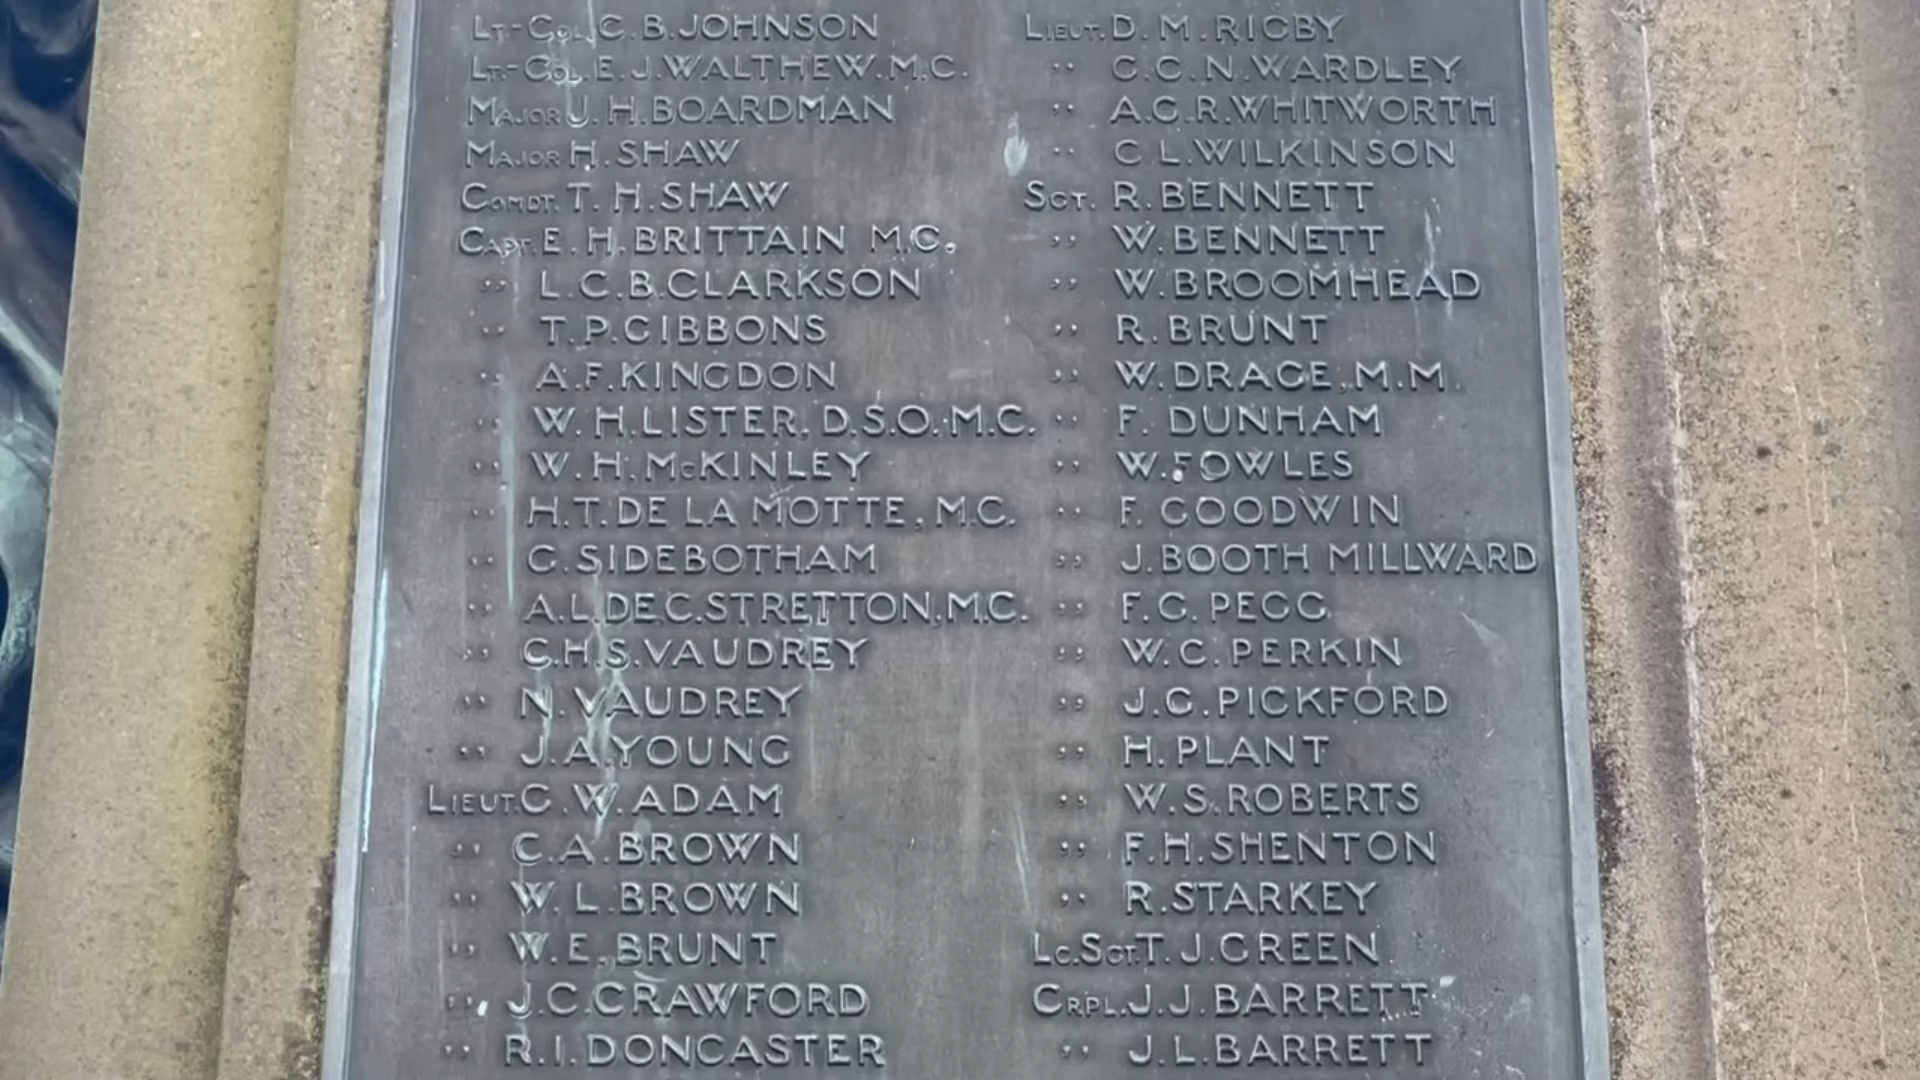 Lt-Col. C. B. JOHNSON
Lt.-Col. E. J. WALTHEW. M.C.
Major J. H. BOARDMAN
Major H. SHAW
Comdt. T. H. SHAW
Capt. E. H. BRITTAIN M.C.
,, L. C. B. CLARKSON
,, T. P. GIBBONS
,, A. F. KINGDON
,, W. H. LISTER. D.S.O. M.C.
,, W. H. McKINLEY
,, H. T. DE LA MOTTE, M.C.
,, G. SIDEBOTHAM
,, A. L. DE C. STRETTON, M.C.
,, C. H. S. VAUDREY
,, N. VAUDREY
,, J. A. YOUNG
Lieut. G. W. ADAM
,, C. A. BROWN
,, W. L. BROWN
,, W. E. BRUNT
,, J. C. CRAWFORD
,, R. I. DONCASTER
Lieut. D. M. RIGBY
,, G. C. N. WARDLEY
,, A. G. R. WHITWORTH
,, C L. WILKINSON
Sgt. R. BENNETT
,, W. BENNETT
,, W. BROOMHEAD
,, R. BRUNT
,, W. DRAGE, M.M.
,, F. DUNHAM
,, W. FOWLES
,, F. GOODWIN
,, J. BOOTH MILLWARD
,, F. G. PEGG
,, W. C. PERKIN
,, J. G. PICKFORD
,, H. PLANT
,, W. S. ROBERTS
,, F. H. SHENTON
,, R. STARKEY
Lc. Sgt. T. J. GREEN
Crpl. J. J. BARRETT
,, J. L. BARRETT